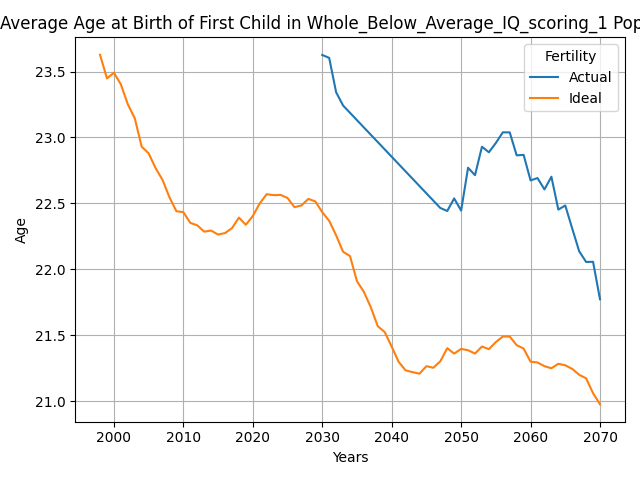 Average Age at Birth of First Child in Whole_Below_Average_IQ_scoring_1 Pop
Fertility
Actual
Ideal
23.5
23.0
22.5
22.0
21.5
21.0
Age
2000 2010 2020 2030 2040 2050 2060 2070
Years